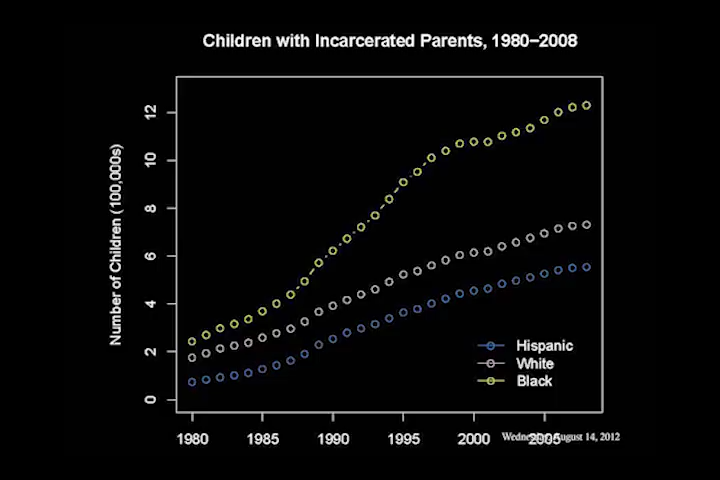 Children with Incarcerated Parents, 1980–2008
Number of Children (100,000s)
12
10
8
6
4
2
0
Hispanic
White
Black
1980 1985 1990 1995 2000 2005
Wednesday, August 14, 2012